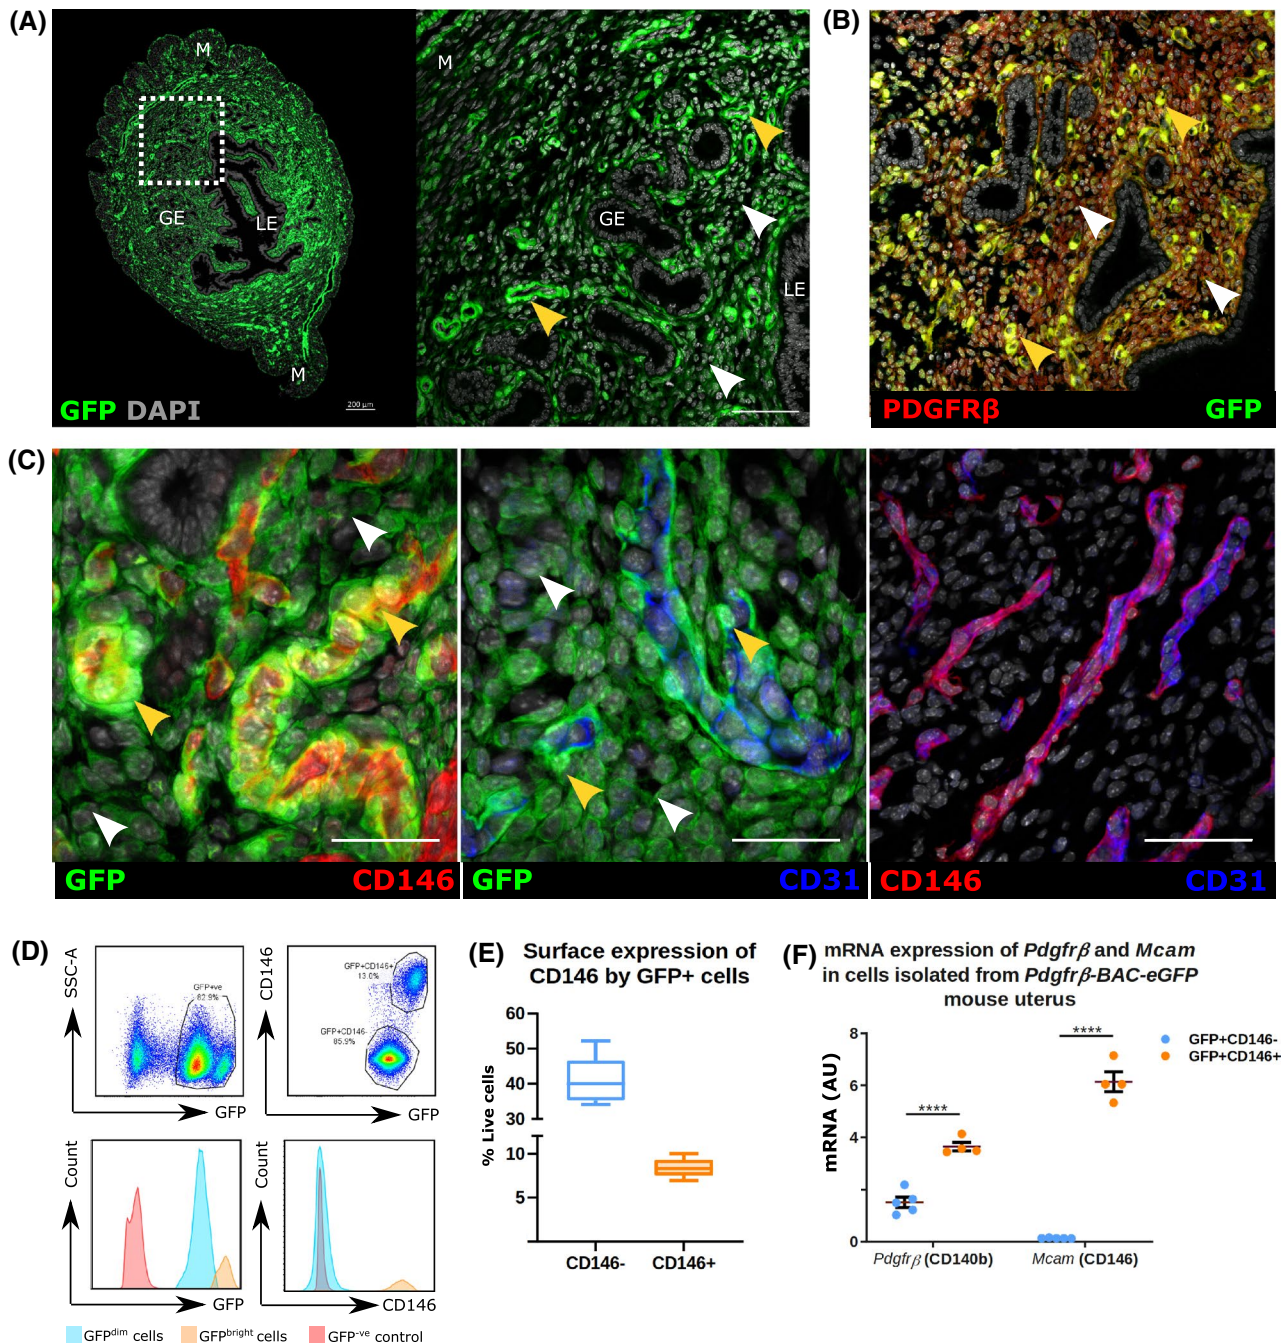 (A)
M
GE
LE
M
200 µm
GFP DAPI
M
GE
LE
(B)
PDGFRβ GFP
(C)
GFP CD146
GFP CD31
CD146 CD31
(D)
SSC-A
GFP+ve
82.9%
GFP
CD146
GFP+CD146+
13.0%
GFP+CD146-
85.9%
GFP
Count
GFP
Count
CD146
GFPdim cells GFPbright cells GFP-ve control
(E)
Surface expression of
CD146 by GFP+ cells
% Live cells
60
50
40
30
10
5
CD146- CD146+
(F)
mRNA expression of Pdgfrβ and Mcam
in cells isolated from Pdgfrβ-BAC-eGFP
mouse uterus
mRNA (AU)
8
6
4
2
0
****
****
GFP+CD146-
GFP+CD146+
Pdgfrβ (CD140b) Mcam (CD146)